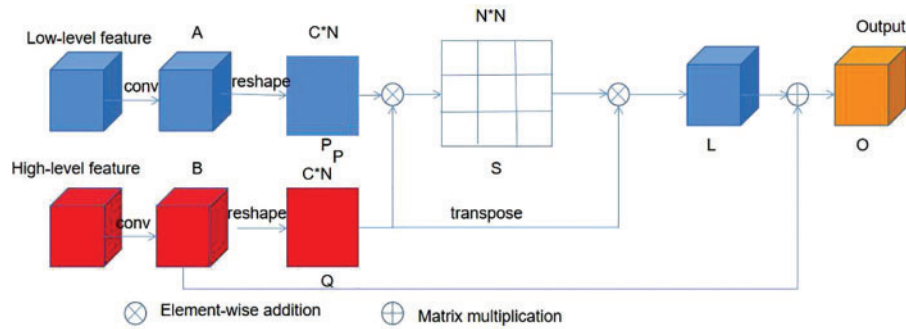 Low-level feature
A
C*N
N*N
Output
conv
reshape
P
P
S
L
O
High-level feature
B
C*N
conv
reshape
transpose
Q
Element-wise addition
Matrix multiplication